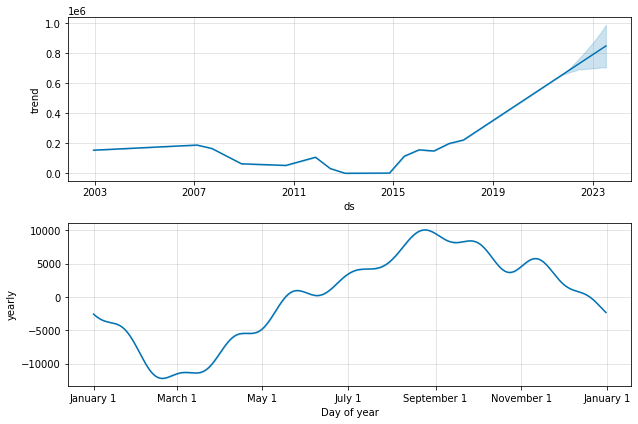 1e6
1.0
0.8
0.6
0.4
0.2
0.0
trend
2003 2007 2011 2015 2019 2023
ds
10000
5000
0
−5000
−10000
yearly
January 1 March 1 May 1 July 1 September 1 November 1 January 1
Day of year